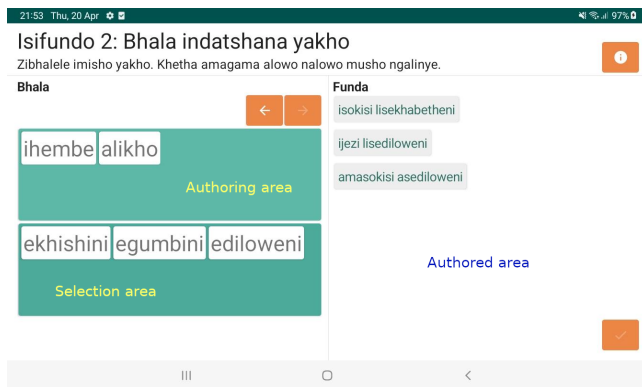 21:53 Thu, 20 Apr
97%
Isifundo 2: Bhala indatshana yakho
Zibhalele imisho yakho. Khetha amagama alowo nalowo musho ngalinye.
Bhala
ihembe alikho
Authoring area
ekhishini egumbini ediloweni
Selection area
Funda
isokisi lisekhabetheni
ijezi lisediloweni
amasokisi asediloweni
Authored area